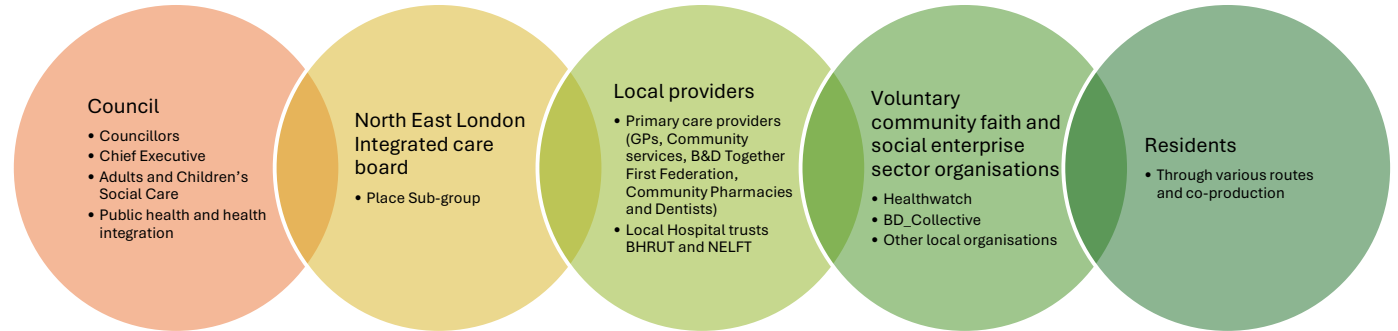 Council
• Councillors
• Chief Executive
• Adults and Children's
Social Care
• Public health and health
integration
North East London
Integrated care
board
• Place Sub-group
Local providers
• Primary care providers
(GPs, Community
services, B&D Together
First Federation,
Community Pharmacies
and Dentists)
• Local Hospital trusts
BHRUT and NELFT
Voluntary
community faith and
social enterprise
sector organisations
• Healthwatch
• BD_Collective
• Other local organisations
Residents
• Through various routes
and co-production